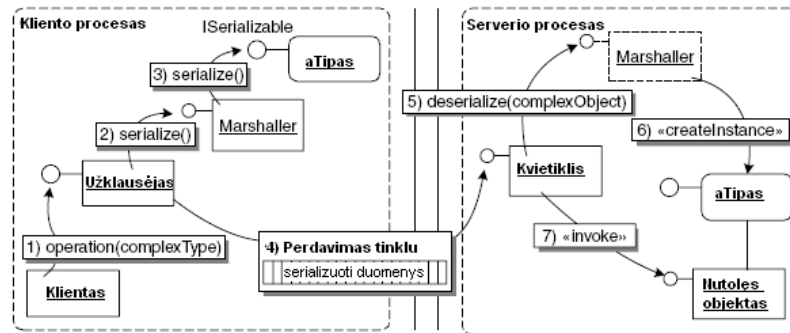 Kliento procesas
ISerializable
aTipas
3) serialize()
Marshaller
2) serialize()
Užklausėjas
1) operation(complexType)
Klientas
4) Perdavimas tinklu
serializuoti duomenys
Serverio procesas
Marshaller
5) deserialize(complexObject)
6) «createInstance»
Kvietiklis
aTipas
7) «invoke»
Nutolęs
objektas